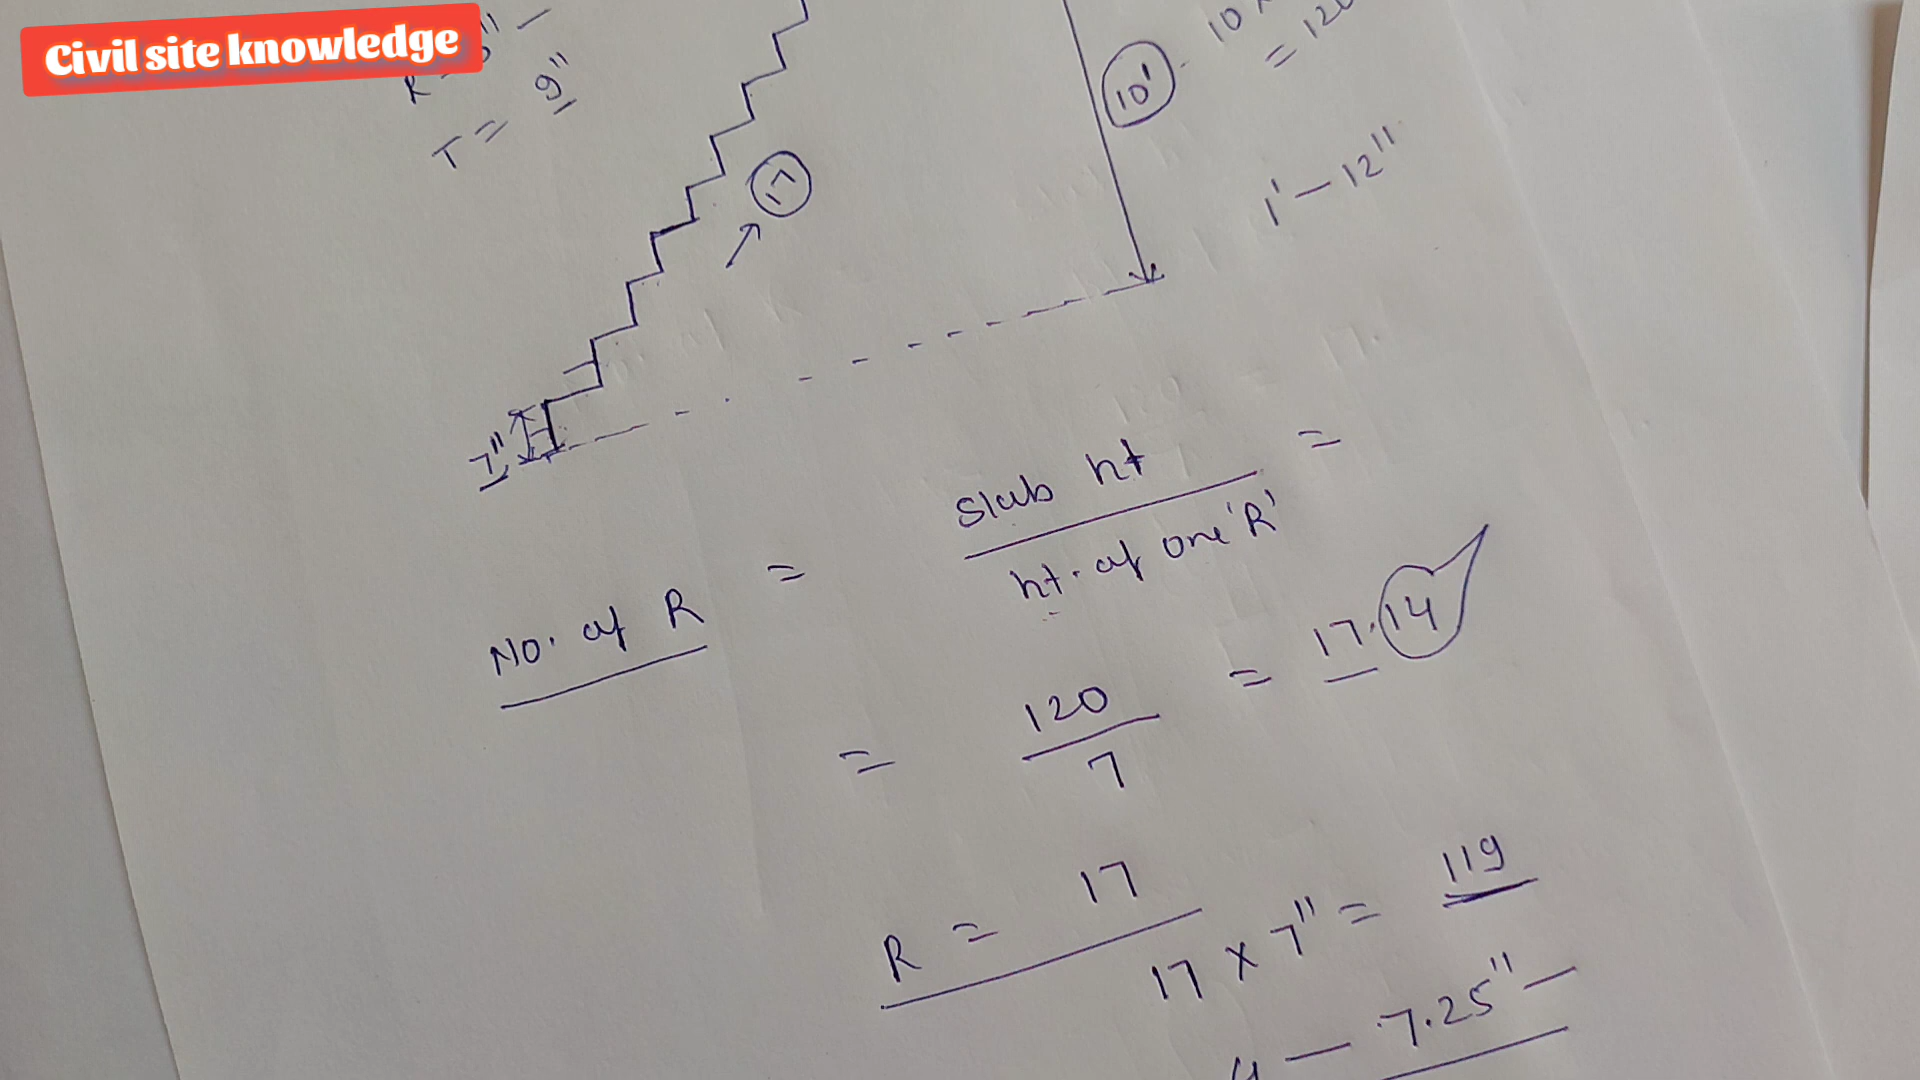 Civil site knowledge
T = 9"
10'
1' - 12"
17
7"
No. of R = Slab ht =
ht. of one 'R'
= 120 = 17.14
7
R = 17
17 x 7" = 119
4 - 7.25" -